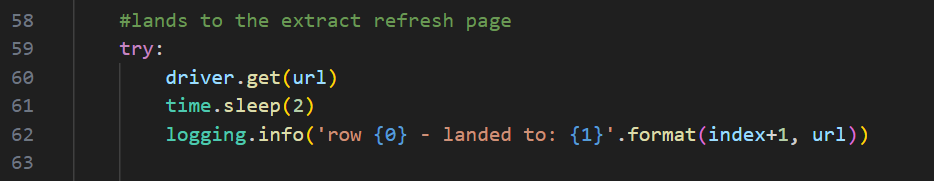 58 #lands to the extract refresh page
59 try:
60 driver.get(url)
61 time.sleep(2)
62 logging.info('row {0} - landed to: {1}'.format(index+1, url))
63